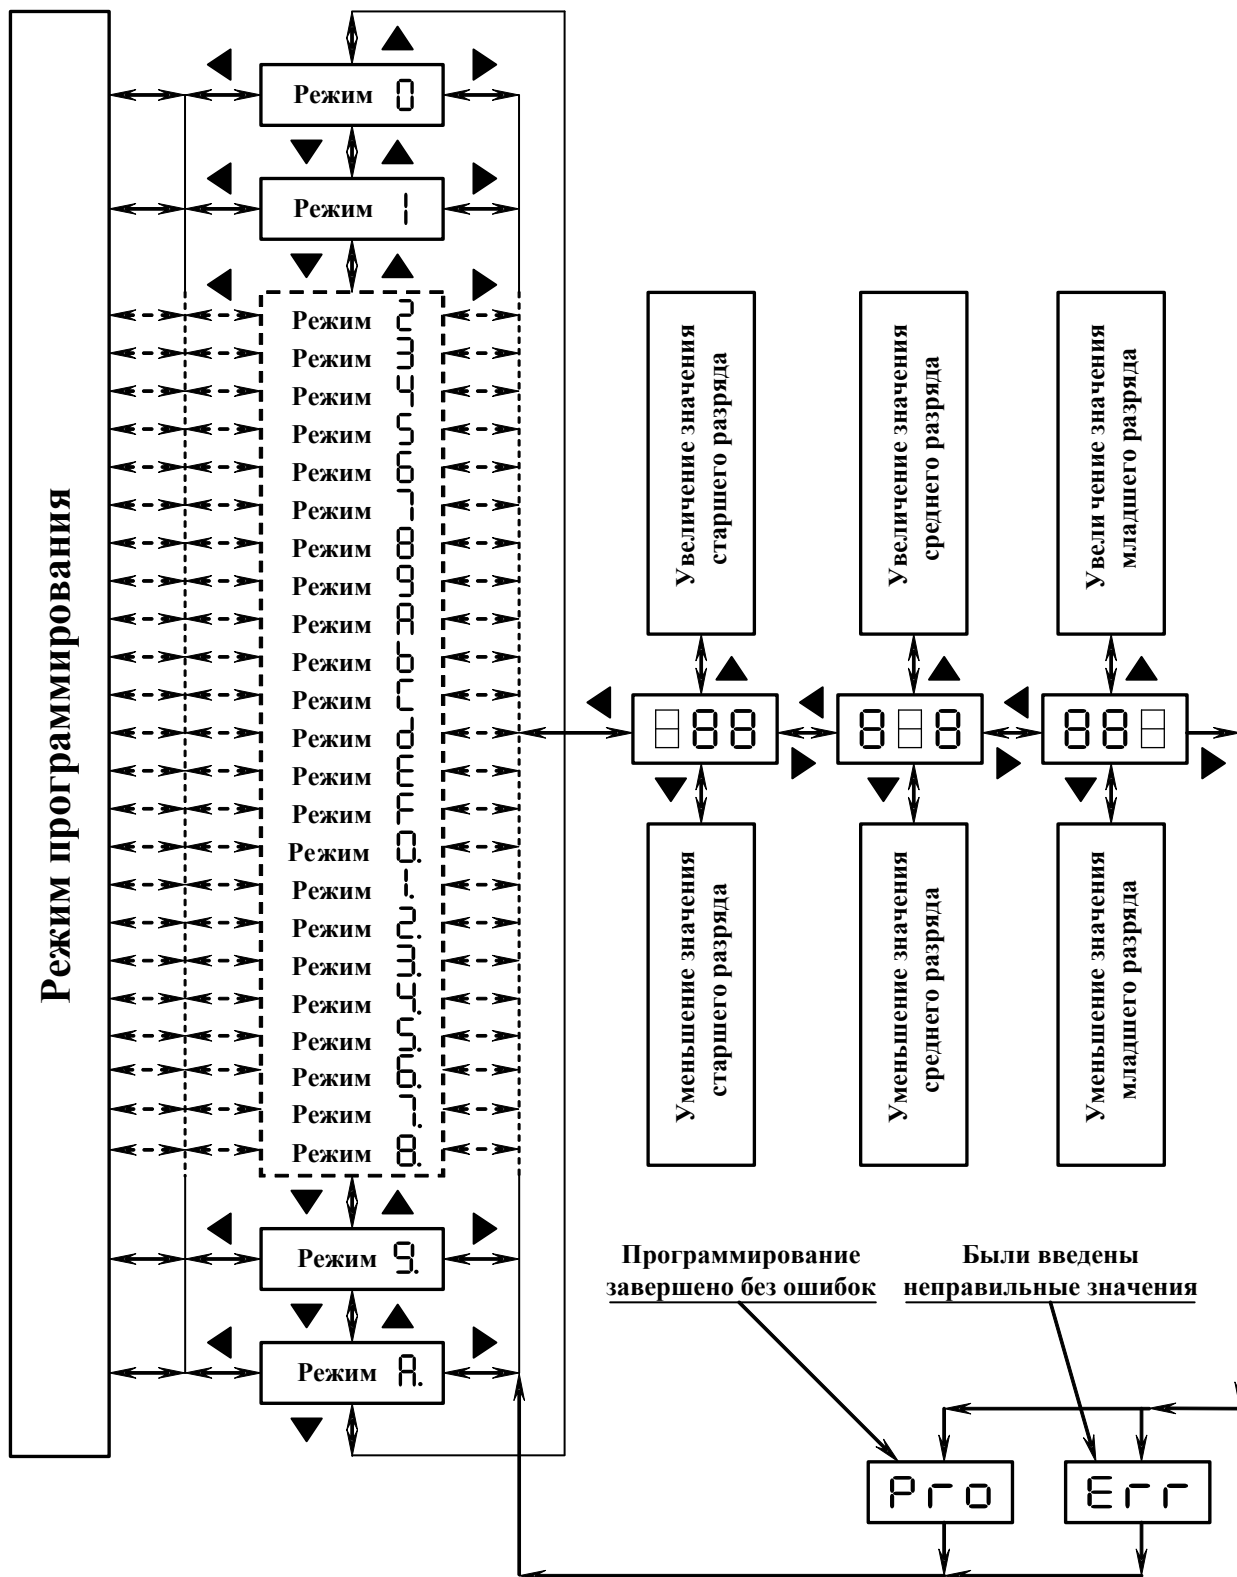 Режим программирования
Режим 0
Режим 1
Режим 2
Режим 3
Режим 4
Режим 5
Режим 6
Режим 7
Режим 8
Режим 9
Режим A
Режим b
Режим C
Режим d
Режим E
Режим F
Режим 0.
Режим 1.
Режим 2.
Режим 3.
Режим 4.
Режим 5.
Режим 6.
Режим 7.
Режим 8.
Режим 9.
Режим A.
Увеличение значения
старшего разряда
Увеличение значения
среднего разряда
Увели чение значения
младшего разряда
888
888
888
Уменьшение значения
старшего разряда
Уменьшение значения
среднего разряда
Уменьшение значения
младшего разряда
Программирование
завершено без ошибок
Были введены
неправильные значения
Pro
Err